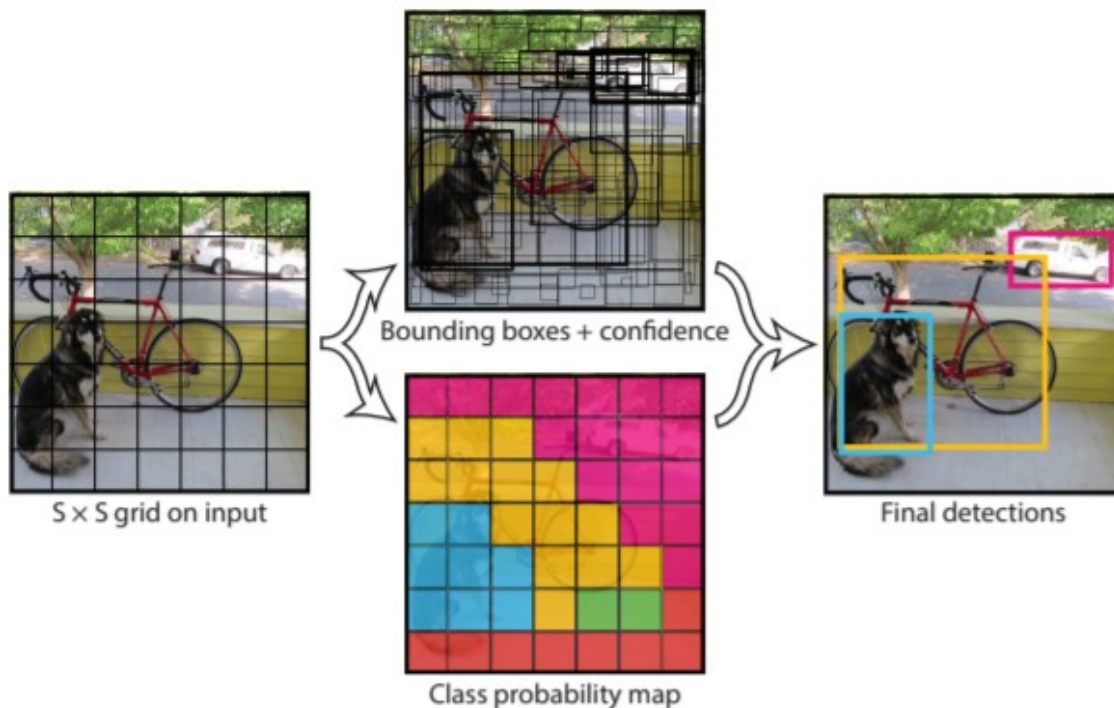 S × S grid on input
Bounding boxes + confidence
Class probability map
Final detections